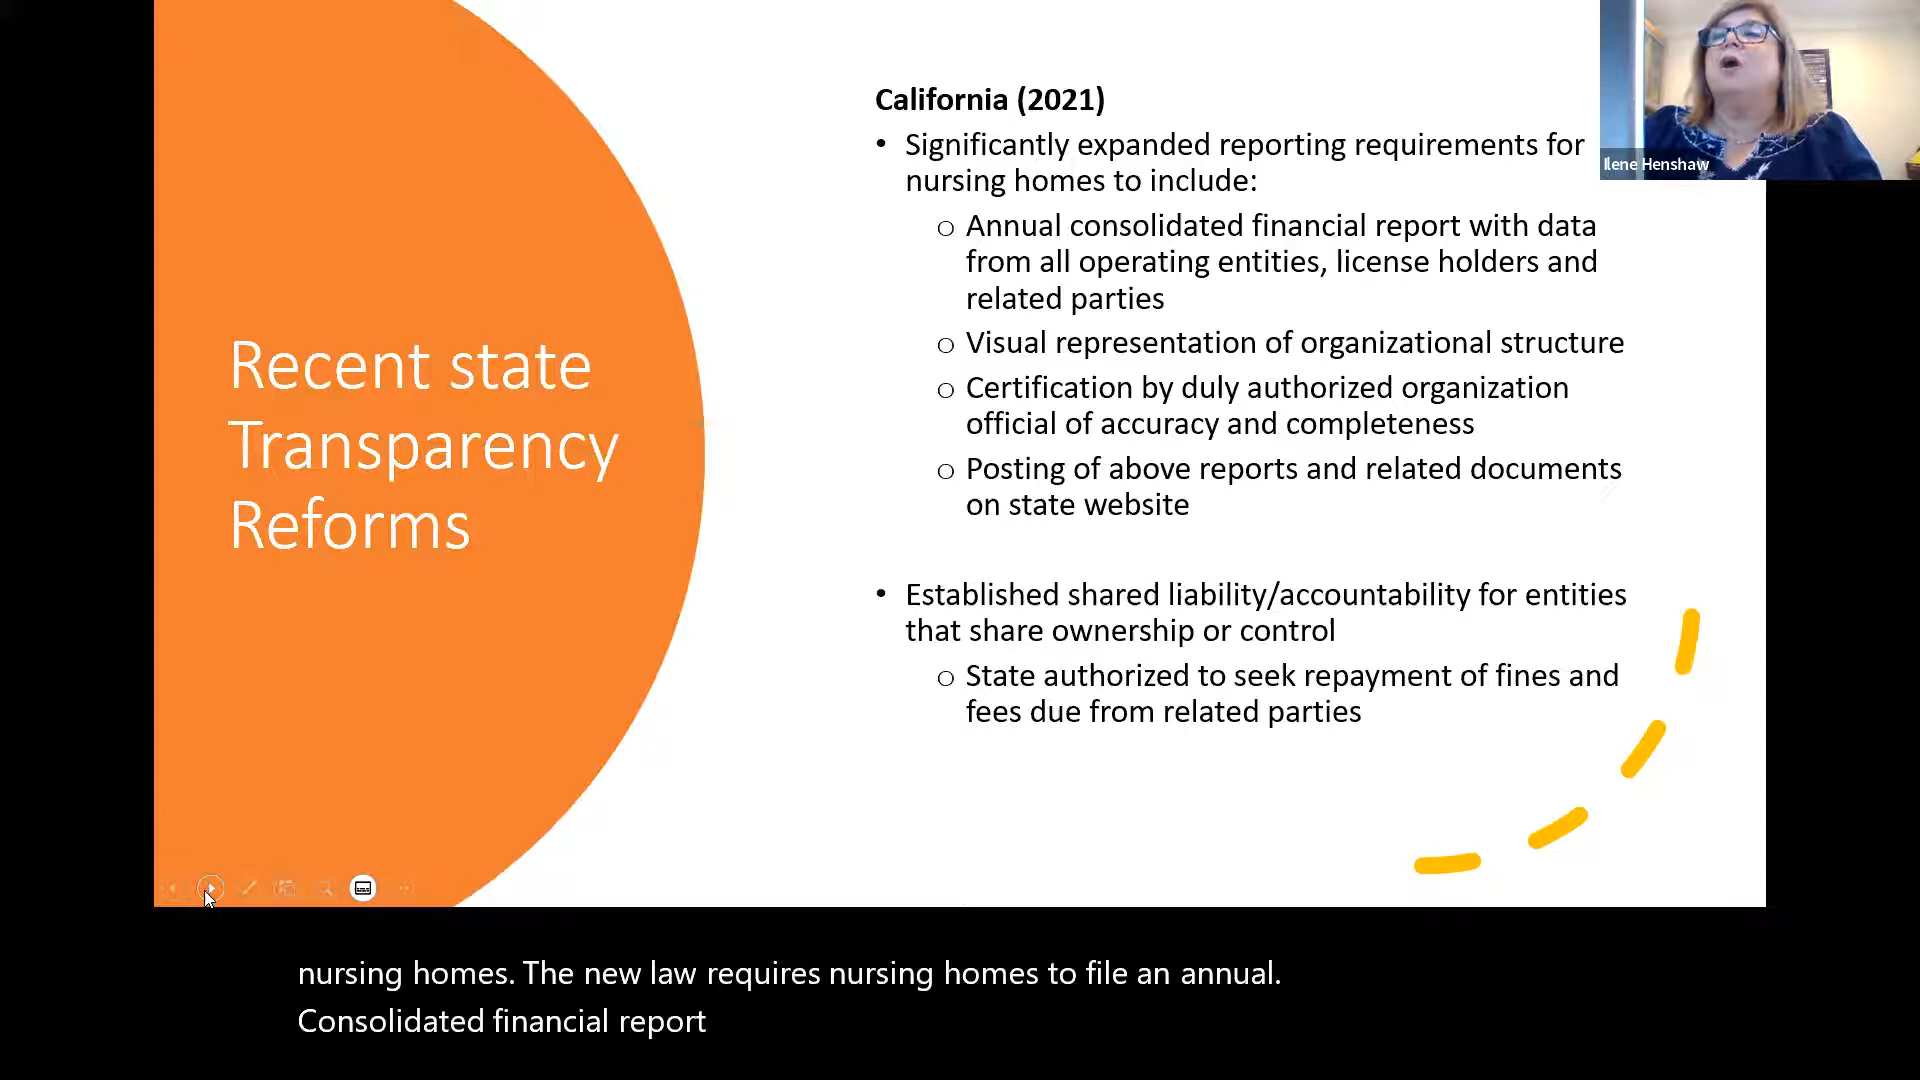 Recent state
Transparency
Reforms
California (2021)
• Significantly expanded reporting requirements for
nursing homes to include:
o Annual consolidated financial report with data
from all operating entities, license holders and
related parties
o Visual representation of organizational structure
o Certification by duly authorized organization
official of accuracy and completeness
o Posting of above reports and related documents
on state website
• Established shared liability/accountability for entities
that share ownership or control
o State authorized to seek repayment of fines and
fees due from related parties
Ilene Henshaw
nursing homes. The new law requires nursing homes to file an annual.
Consolidated financial report